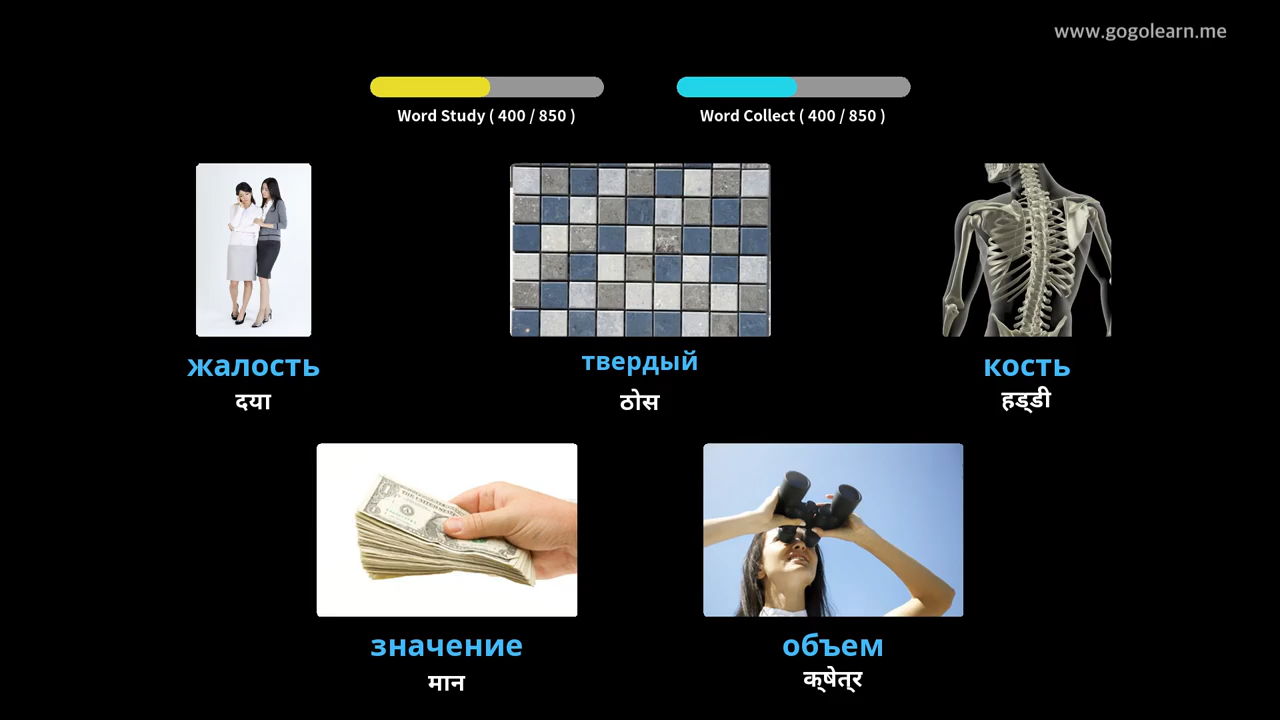 www.gogolearn.me
Word Study ( 400 / 850 )
Word Collect ( 400 / 850 )
жалость
दया
твердый
ठोस
кость
हड्डी
значение
मान
объем
क्षेत्र